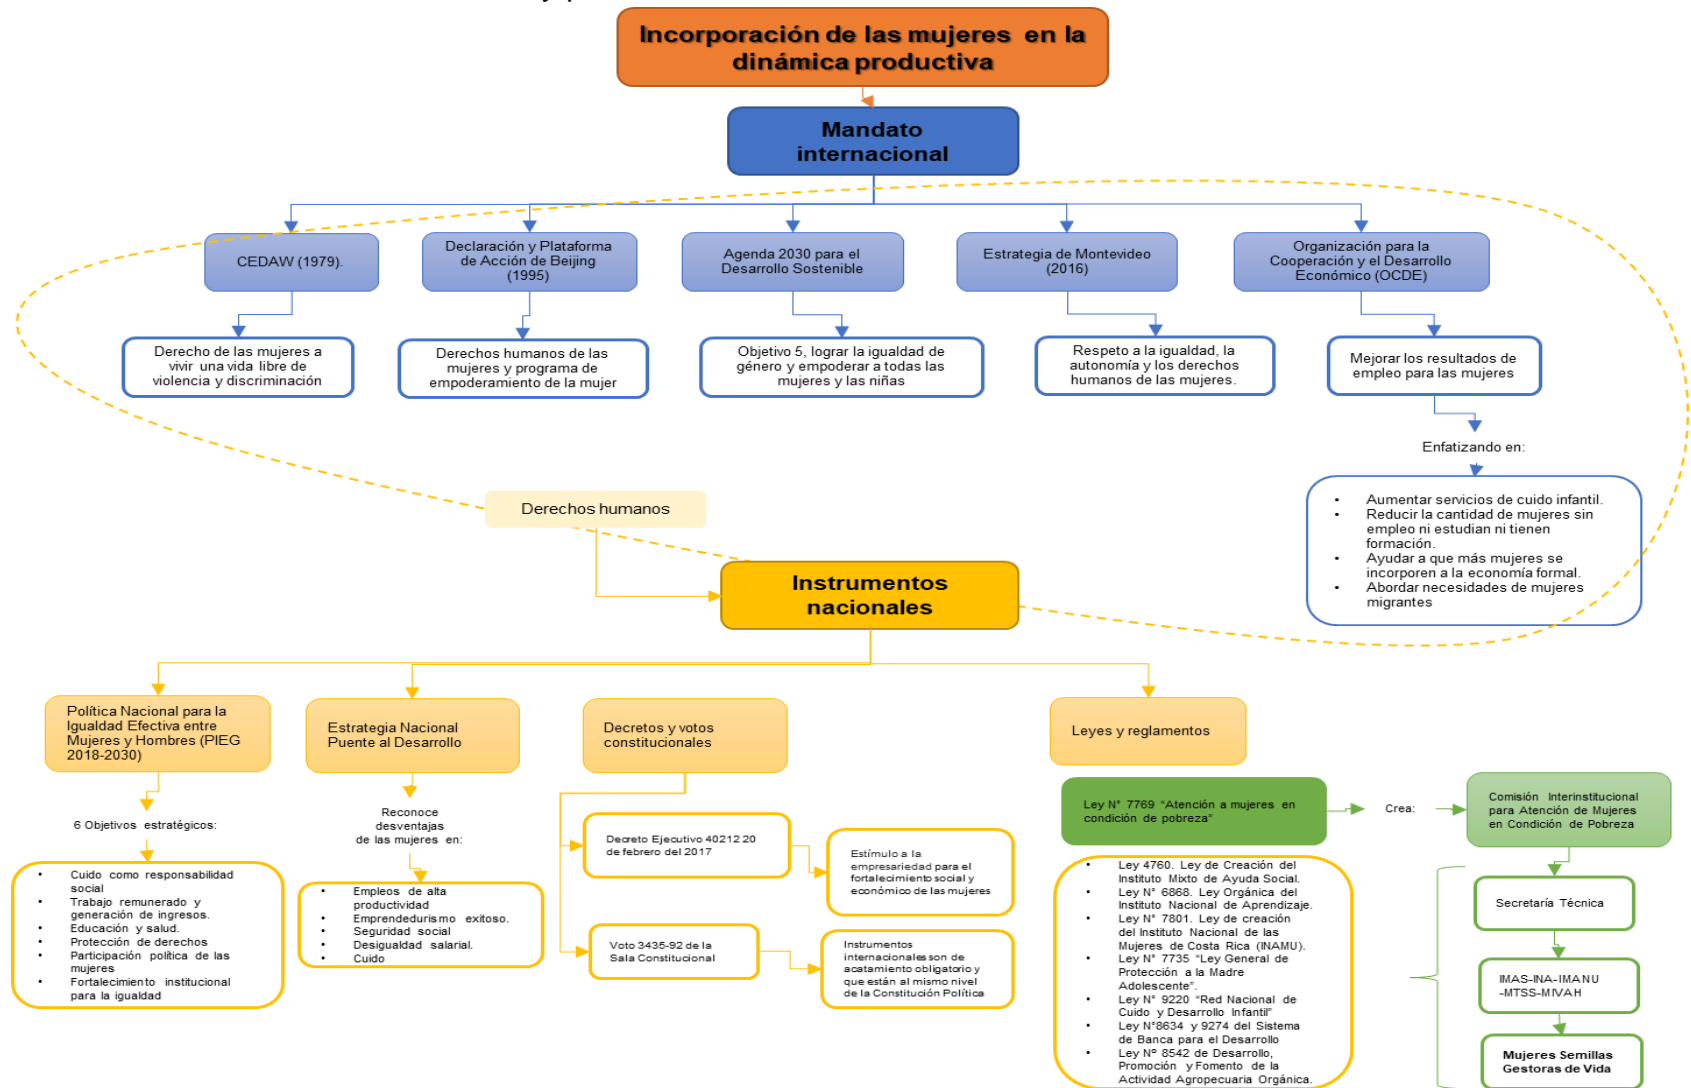 Incorporación de las mujeres en la
dinámica productiva
Mandato
internacional
CEDAW (1979).
Declaración y Plataforma
de Acción de Beijing
(1995)
Agenda 2030 para el
Desarrollo Sostenible
Estrategia de Montevideo
(2016)
Organización para la
Cooperación y el Desarrollo
Económico (OCDE)
Derecho de las mujeres a
vivir una vida libre de
violencia y discriminación
Derechos humanos de las
mujeres y programa de
empoderamiento de la mujer
Objetivo 5, lograr la igualdad de
género y empoderar a todas las
mujeres y las niñas
Respeto a la igualdad, la
autonomía y los derechos
humanos de las mujeres.
Mejorar los resultados de
empleo para las mujeres
Enfatizando en:
• Aumentar servicios de cuido infantil.
• Reducir la cantidad de mujeres sin
empleo ni estudian ni tienen
formación.
• Ayudar a que más mujeres se
incorporen a la economía formal.
• Abordar necesidades de mujeres
migrantes
Derechos humanos
Instrumentos
nacionales
Política Nacional para la
Igualdad Efectiva entre
Mujeres y Hombres (PIEG
2018-2030)
6 Objetivos estratégicos:
• Cuido como responsabilidad
social
• Trabajo remunerado y
generación de ingresos.
• Educación y salud.
• Protección de derechos
• Participación política de las
mujeres
• Fortalecimiento institucional
para la igualdad
Estrategia Nacional
Puente al Desarrollo
Reconoce
desventajas
de las mujeres en:
• Empleos de alta
productividad
• Emprendedurismo exitoso.
• Seguridad social
• Desigualdad salarial.
• Cuido
Decretos y votos
constitucionales
Decreto Ejecutivo 40212 20
de febrero del 2017
Estímulo a la
empresariedad para el
fortalecimiento social y
económico de las mujeres
Voto 3435-92 de la
Sala Constitucional
Instrumentos
internacionales son de
acatamiento obligatorio y
que están al mismo nivel
de la Constitución Política
Leyes y reglamentos
Ley N° 7769 “Atención a mujeres en
condición de pobreza”
Crea:
Comisión Interinstitucional
para Atención de Mujeres
en Condición de Pobreza
• Ley 4760. Ley de Creación del
Instituto Mixto de Ayuda Social.
• Ley N° 6868. Ley Orgánica del
Instituto Nacional de Aprendizaje.
• Ley N° 7801. Ley de creación
del Instituto Nacional de las
Mujeres de Costa Rica (INAMU).
• Ley N° 7735 “Ley General de
Protección a la Madre
Adolescente”.
• Ley N° 9220 “Red Nacional de
Cuido y Desarrollo Infantil”
• Ley N°8634 y 9274 del Sistema
de Banca para el Desarrollo
• Ley Nº 8542 de Desarrollo,
Promoción y Fomento de la
Actividad Agropecuaria Orgánica.
Secretaría Técnica
IMAS-INA-IMANU
-MTSS-MIVAH
Mujeres Semillas
Gestoras de Vida